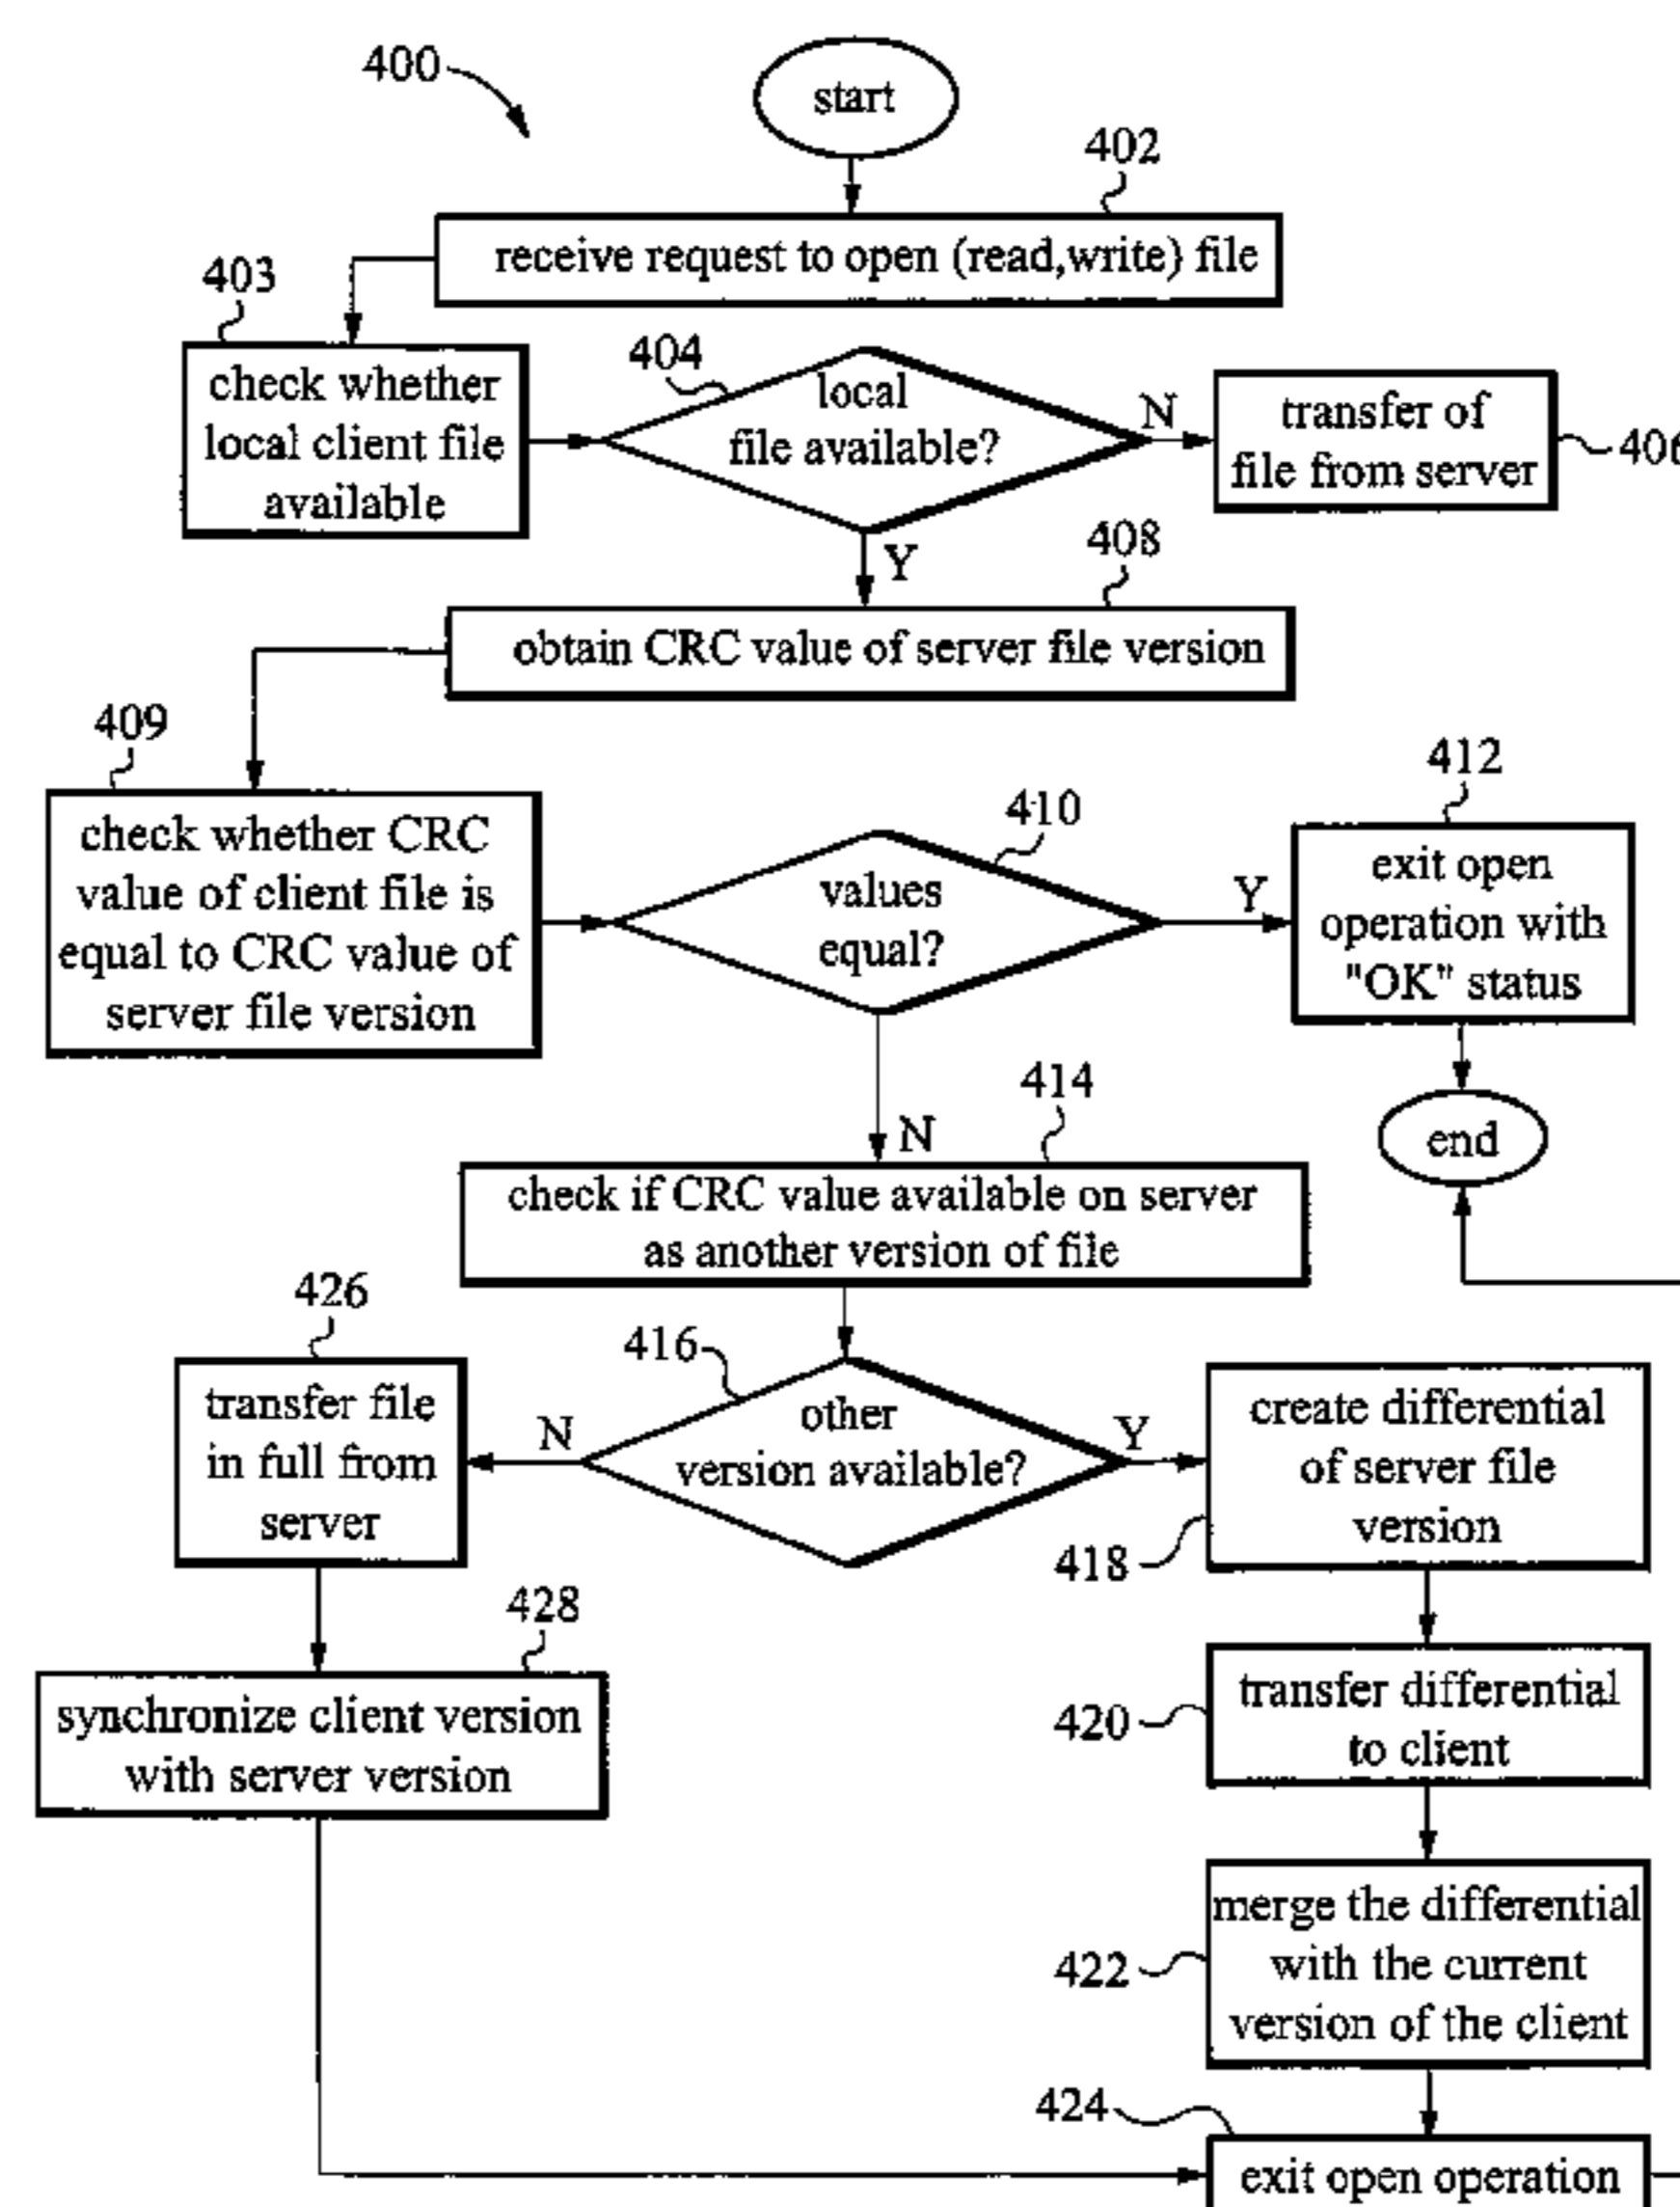 400
start
402
receive request to open (read,write) file
403
check whether
local client file
available
404
local
file available?
N
transfer of
file from server
406
Y
408
obtain CRC value of server file version
409
check whether CRC
value of client file is
equal to CRC value of
server file version
410
values
equal?
Y
412
exit open
operation with
"OK" status
end
N
414
check if CRC value available on server
as another version of file
416
other
version available?
N
426
transfer file
in full from
server
428
synchronize client version
with server version
Y
create differential
of server file
version
418
transfer differential
to client
420
merge the differential
with the current
version of the client
422
424
exit open operation